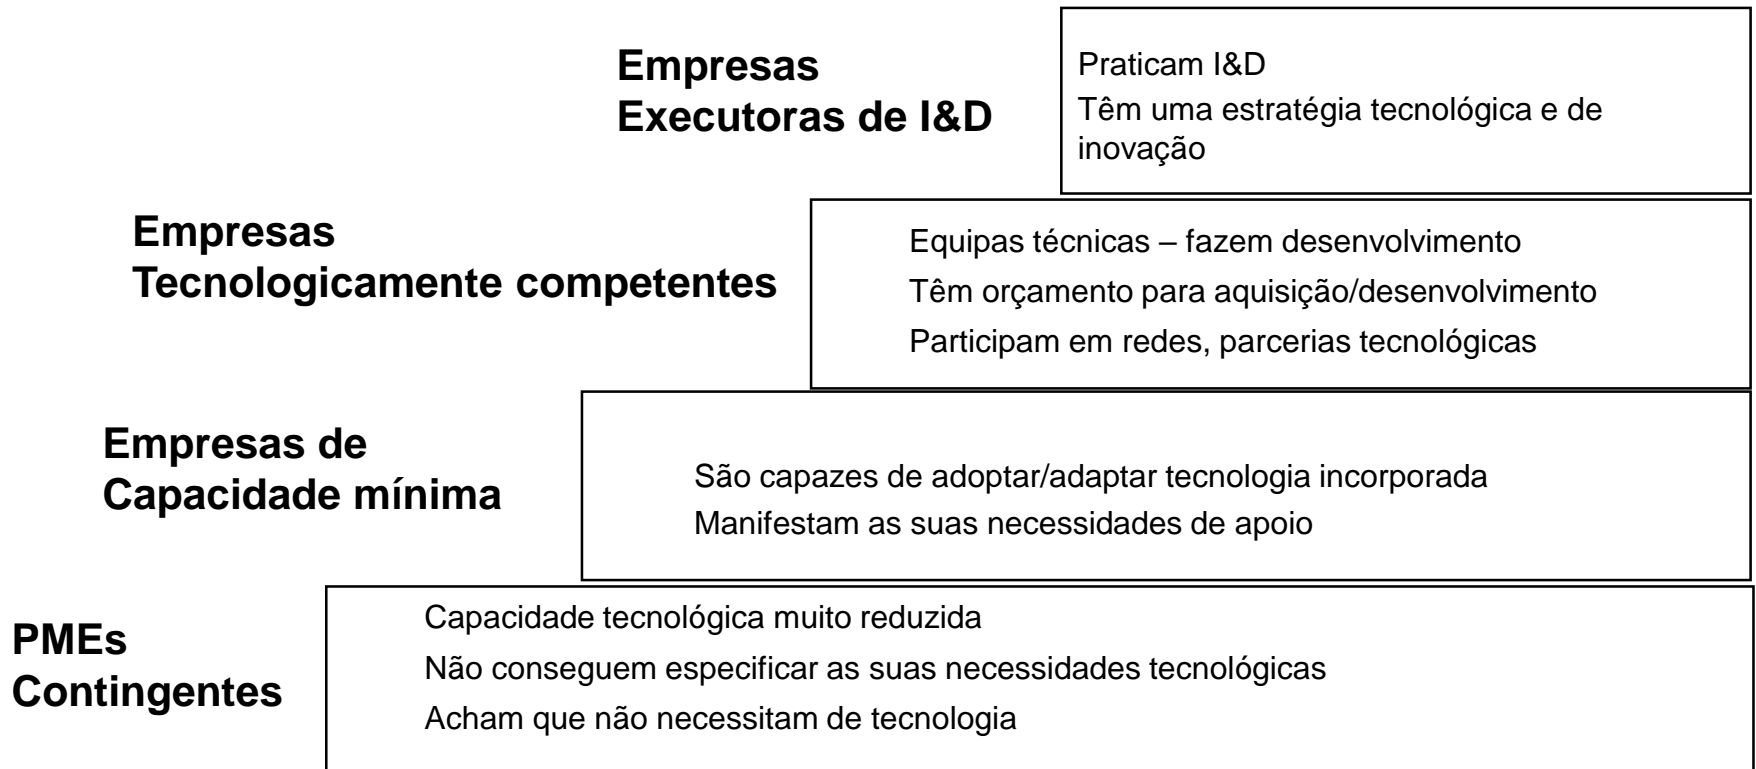 Empresas
Executoras de I&D
Praticam I&D
Têm uma estratégia tecnológica e de
inovação
Empresas
Tecnologicamente competentes
Equipas técnicas – fazem desenvolvimento
Têm orçamento para aquisição/desenvolvimento
Participam em redes, parcerias tecnológicas
Empresas de
Capacidade mínima
São capazes de adoptar/adaptar tecnologia incorporada
Manifestam as suas necessidades de apoio
PMEs
Contingentes
Capacidade tecnológica muito reduzida
Não conseguem especificar as suas necessidades tecnológicas
Acham que não necessitam de tecnologia